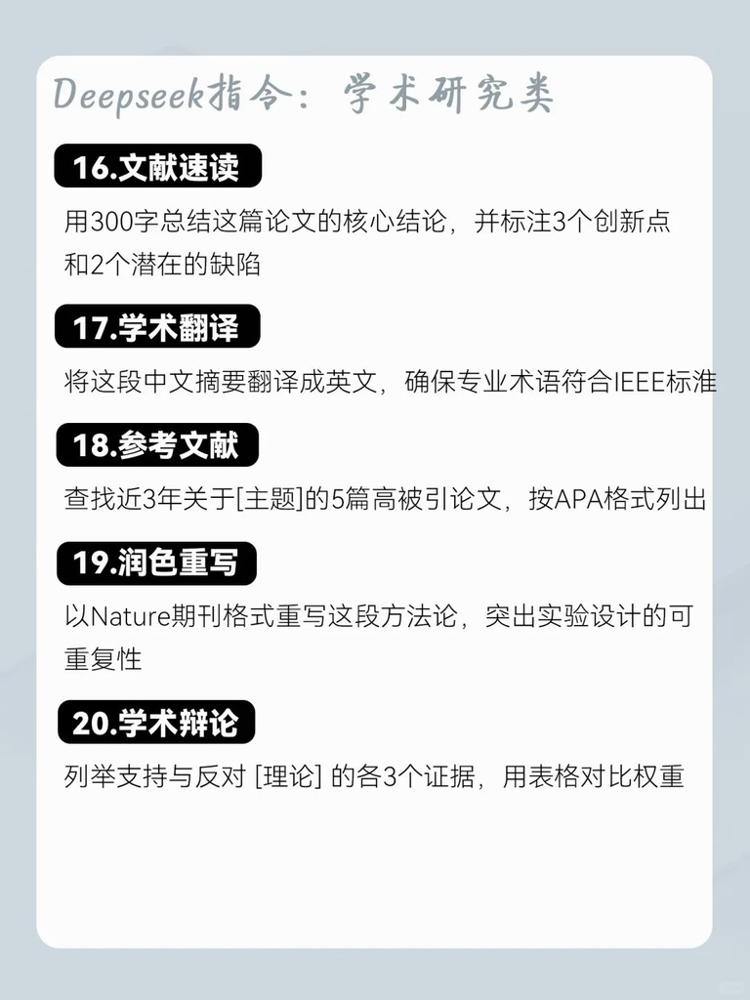 Deepseek指令：学术研究类
16.文献速读
用300字总结这篇论文的核心结论，并标注3个创新点
和2个潜在的缺陷
17.学术翻译
将这段中文摘要翻译成英文，确保专业术语符合IEEE标淮
18.参考文献
查找近3年关于[主题]的5篇高被引论文，按APA格式列出
19.润色重写
以Nature期刊格式重写这段方法论，突出实验设计的可
重复性
20.学术辩论
列举支持与反对 [理论] 的各3个证据，用表格对比权重